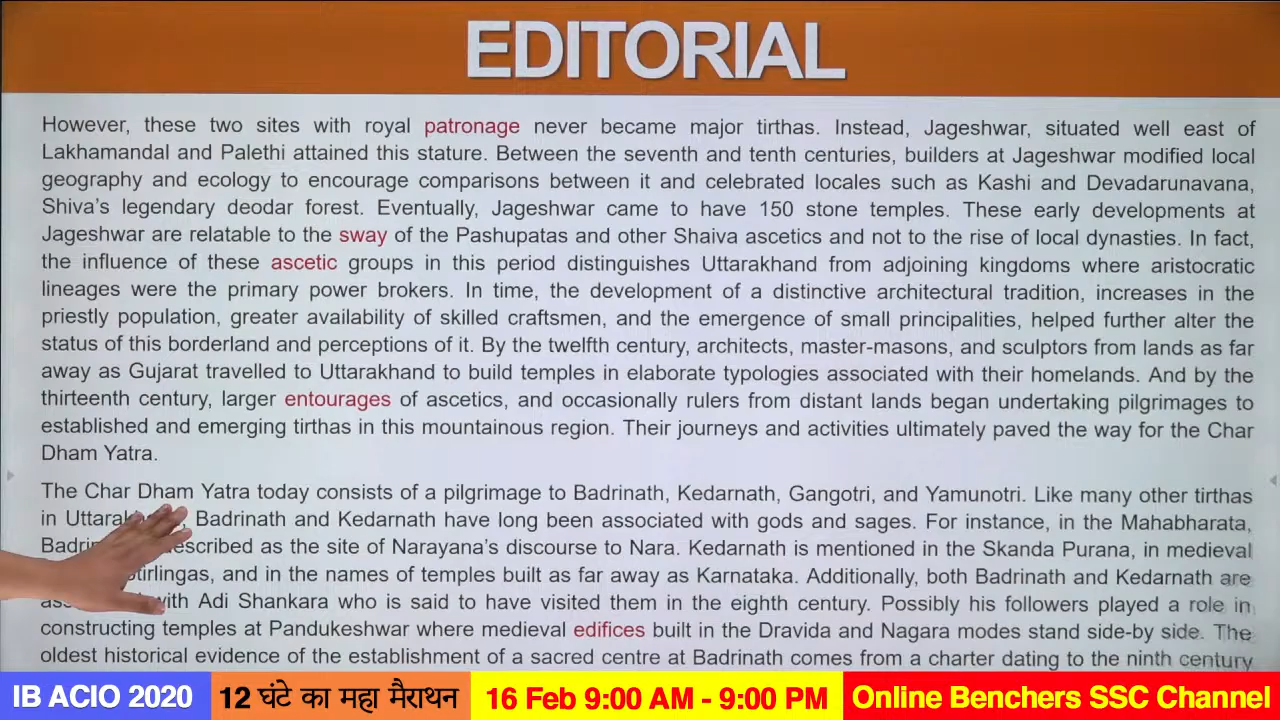 EDITORIAL
However, these two sites with royal patronage never became major tirthas. Instead, Jageshwar, situated well east of
Lakhamandal and Palethi attained this stature. Between the seventh and tenth centuries, builders at Jageshwar modified local
geography and ecology to encourage comparisons between it and celebrated locales such as Kashi and Devadarunavana,
Shiva's legendary deodar forest. Eventually, Jageshwar came to have 150 stone temples. These early developments at
Jageshwar are relatable to the sway of the Pashupatas and other Shaiva ascetics and not to the rise of local dynasties. In fact,
the influence of these ascetic groups in this period distinguishes Uttarakhand from adjoining kingdoms where aristocratic
lineages were the primary power brokers. In time, the development of a distinctive architectural tradition, increases in the
priestly population, greater availability of skilled craftsmen, and the emergence of small principalities, helped further alter the
status of this borderland and perceptions of it. By the twelfth century, architects, master-masons, and sculptors from lands as far
away as Gujarat travelled to Uttarakhand to build temples in elaborate typologies associated with their homelands. And by the
thirteenth century, larger entourages of ascetics, and occasionally rulers from distant lands began undertaking pilgrimages to
established and emerging tirthas in this mountainous region. Their journeys and activities ultimately paved the way for the Char
Dham Yatra.
The Char Dham Yatra today consists of a pilgrimage to Badrinath, Kedarnath, Gangotri, and Yamunotri. Like many other tirthas
in Badrinath and Kedarnath have long been associated with gods and sages. For instance, in the Mahabharata,
as the site of Narayana's discourse to Nara. Kedarnath is mentioned in the Skanda Purana, in medieval
and in the names of temples built as far away as Karnataka. Additionally, both Badrinath and Kedarnath are
with Adi Shankara who is said to have visited them in the eighth century. Possibly his followers played a role in
constructing temples at Pandukeshwar where medieval edifices built in the Dravida and Nagara modes stand side-by side. The
oldest historical evidence of the establishment of a sacred centre at Badrinath comes from a charter dating to the ninth century
IB ACIO 2020 12 घंटे का महा मैराथन 16 Feb 9:00 AM - 9:00 PM Online Benchers SSC Channel